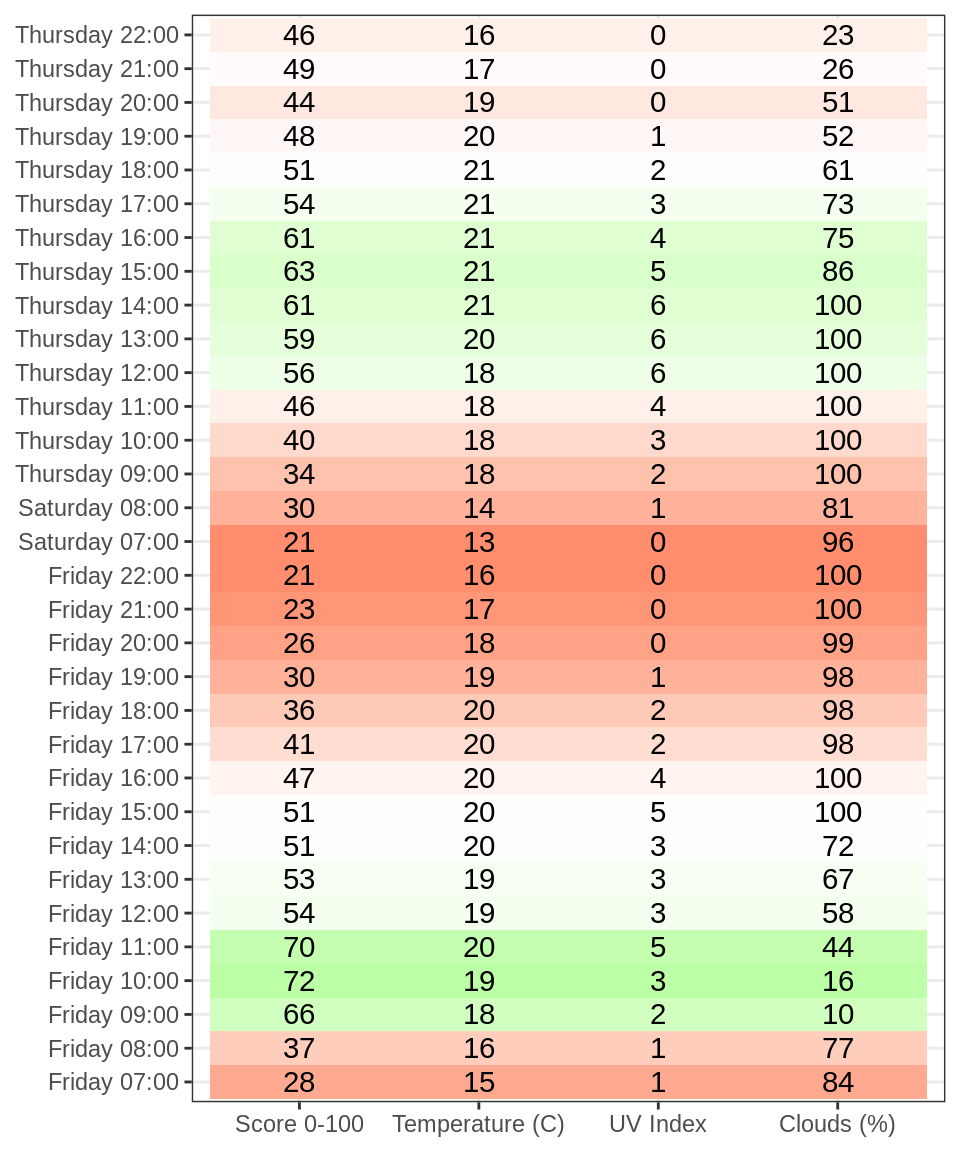 Thursday 22:00 46 16 0 23
Thursday 21:00 49 17 0 26
Thursday 20:00 44 19 0 51
Thursday 19:00 48 20 1 52
Thursday 18:00 51 21 2 61
Thursday 17:00 54 21 3 73
Thursday 16:00 61 21 4 75
Thursday 15:00 63 21 5 86
Thursday 14:00 61 21 6 100
Thursday 13:00 59 20 6 100
Thursday 12:00 56 18 6 100
Thursday 11:00 46 18 4 100
Thursday 10:00 40 18 3 100
Thursday 09:00 34 18 2 100
Saturday 08:00 30 14 1 81
Saturday 07:00 21 13 0 96
Friday 22:00 21 16 0 100
Friday 21:00 23 17 0 100
Friday 20:00 26 18 0 99
Friday 19:00 30 19 1 98
Friday 18:00 36 20 2 98
Friday 17:00 41 20 2 98
Friday 16:00 47 20 4 100
Friday 15:00 51 20 5 100
Friday 14:00 51 20 3 72
Friday 13:00 53 19 3 67
Friday 12:00 54 19 3 58
Friday 11:00 70 20 5 44
Friday 10:00 72 19 3 16
Friday 09:00 66 18 2 10
Friday 08:00 37 16 1 77
Friday 07:00 28 15 1 84
Score 0-100 Temperature (C) UV Index Clouds (%)